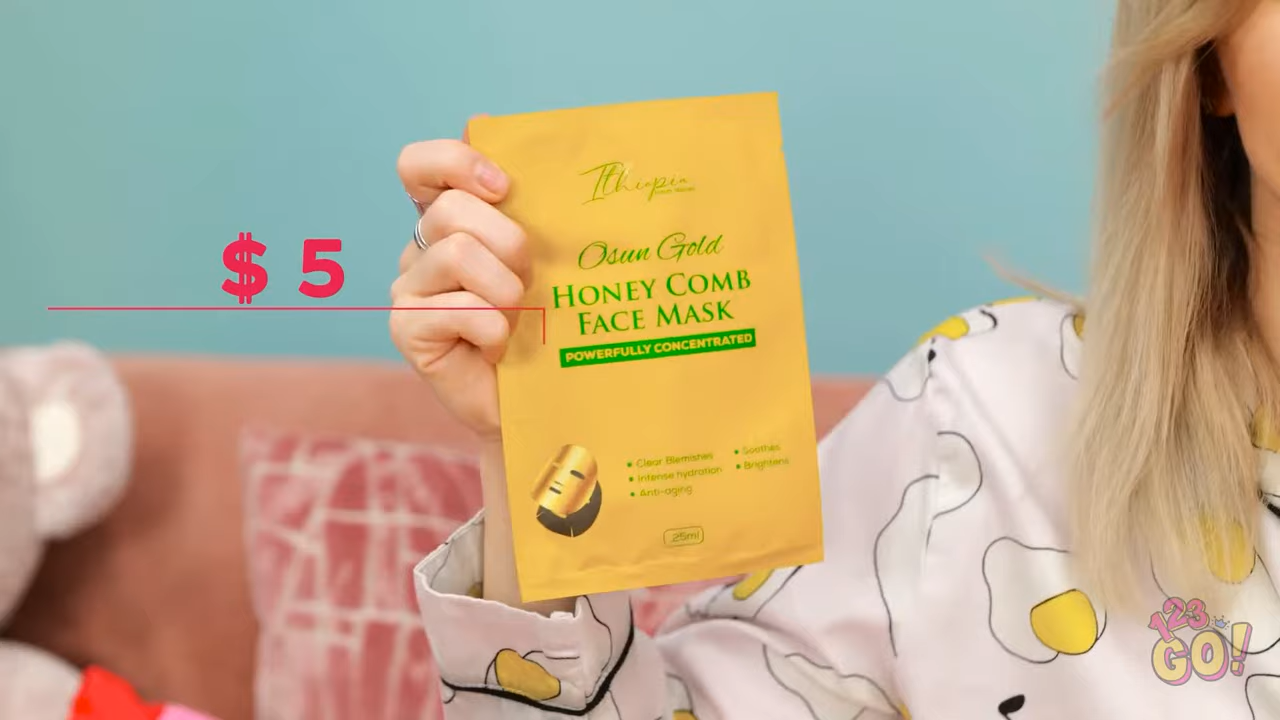 $ 5
Ithiapia
Osun Gold
HONEY COMB
FACE MASK
POWERFULLY CONCENTRATED
• Clear Blemishes
• Intense hydration
• Anti-aging
• Soothes
• Brightens
25ml
123
GO!